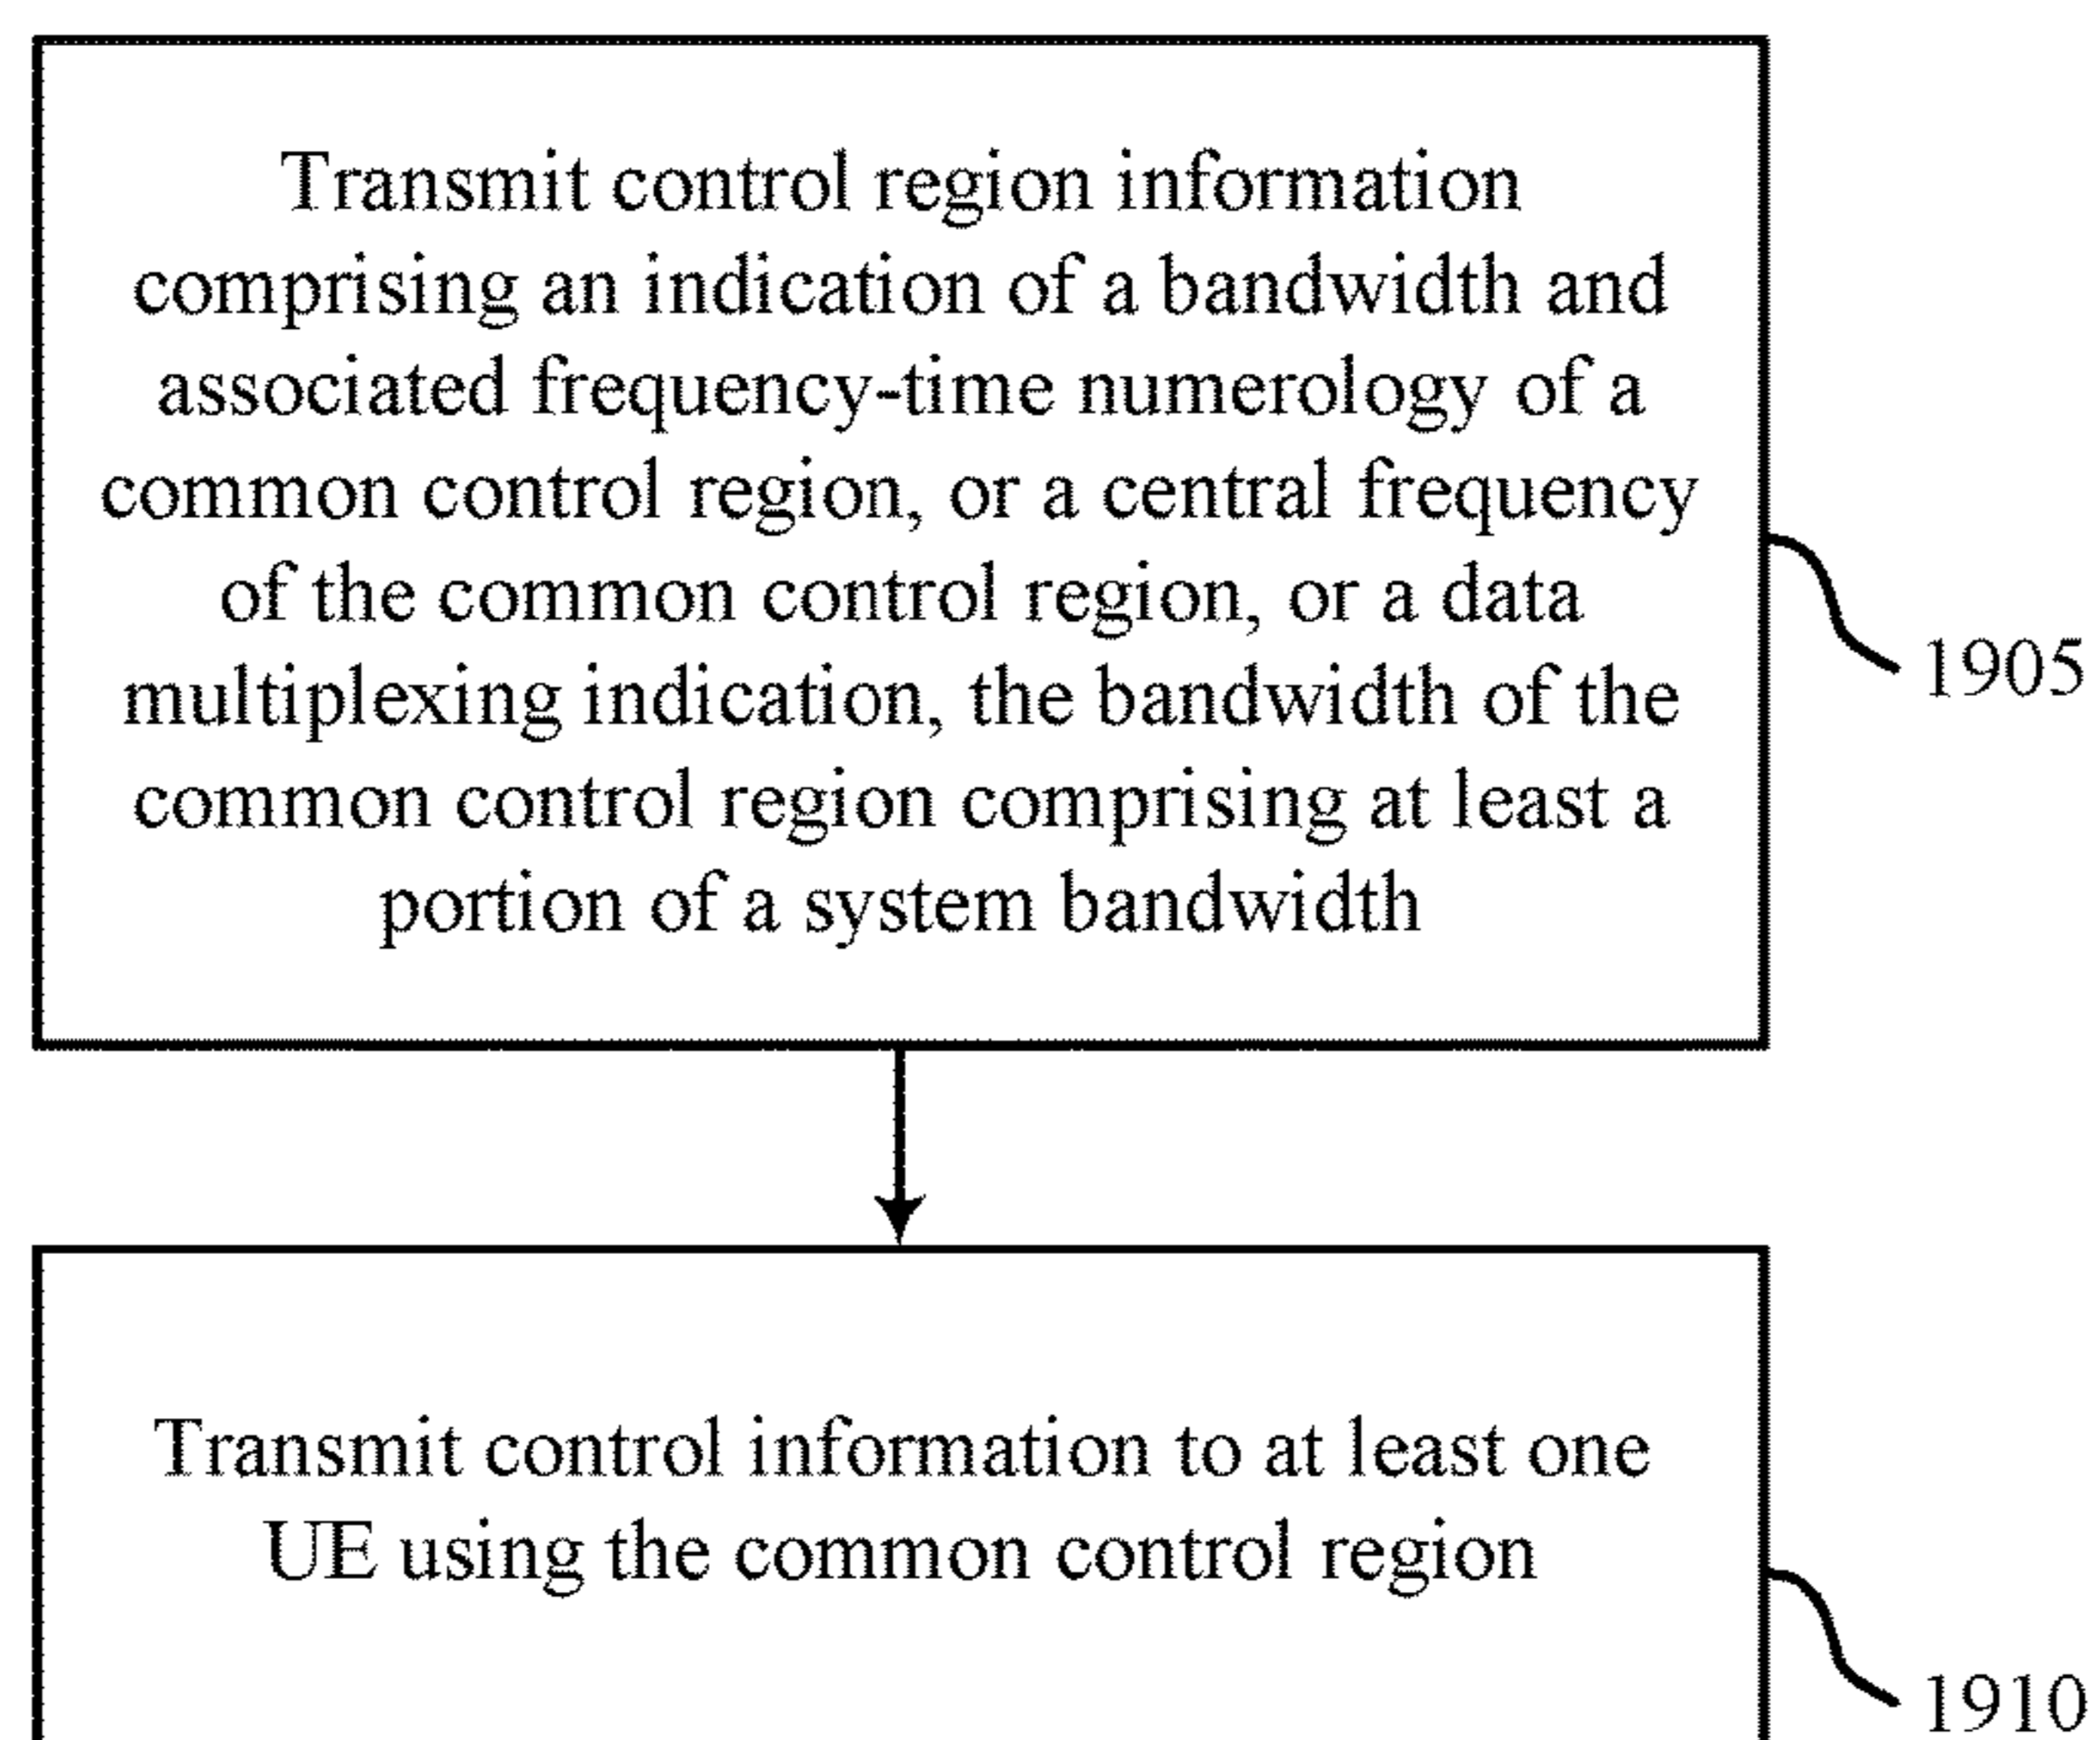 Transmit control region information
comprising an indication of a bandwidth and
associated frequency-time numerology of a
common control region, or a central frequency
of the common control region, or a data
multiplexing indication, the bandwidth of the
common control region comprising at least a
portion of a system bandwidth
1905
Transmit control information to at least one
UE using the common control region
1910